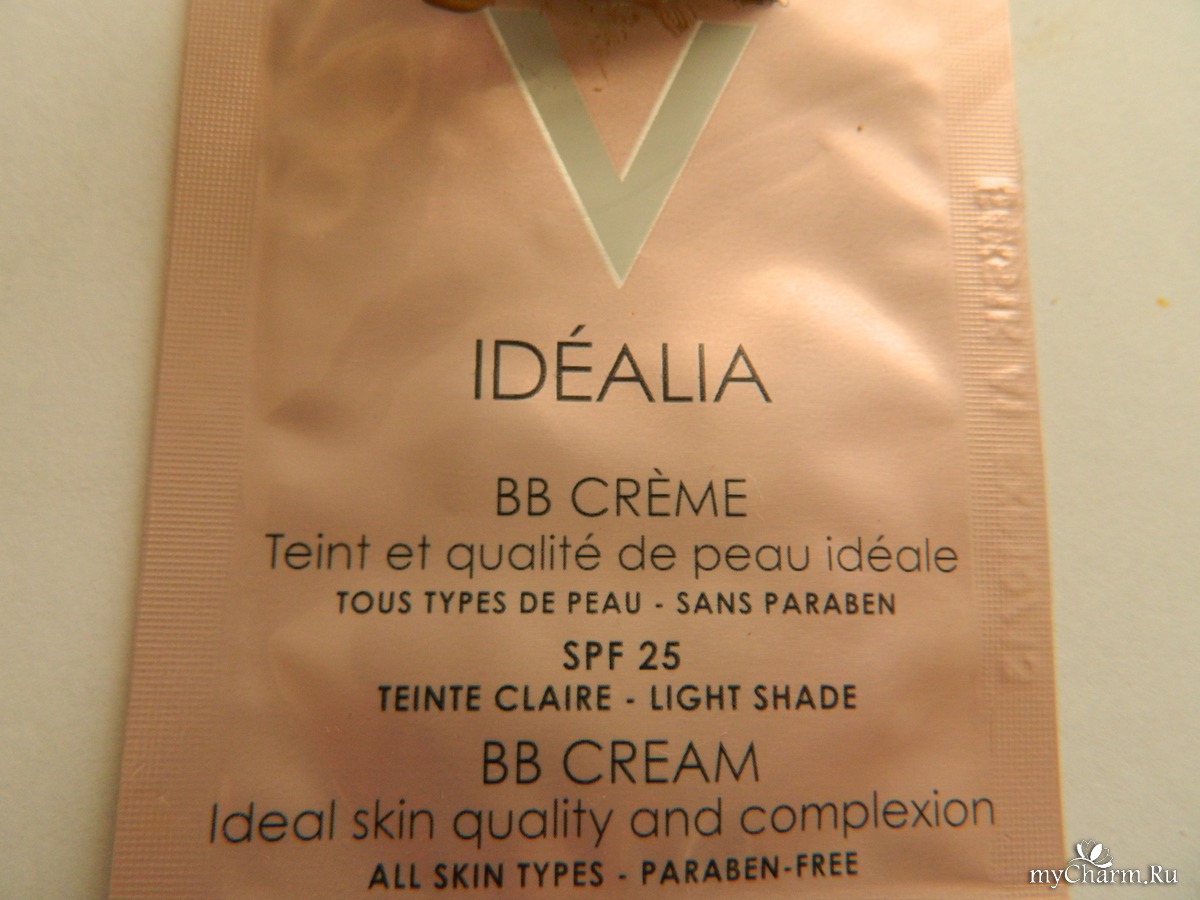 V
IDÉALIA
BB CRÈME
Teint et qualité de peau idéale
TOUS TYPES DE PEAU - SANS PARABEN
SPF 25
TEINTE CLAIRE - LIGHT SHADE
BB CREAM
Ideal skin quality and complexion
ALL SKIN TYPES - PARABEN-FREE
myCharm.Ru